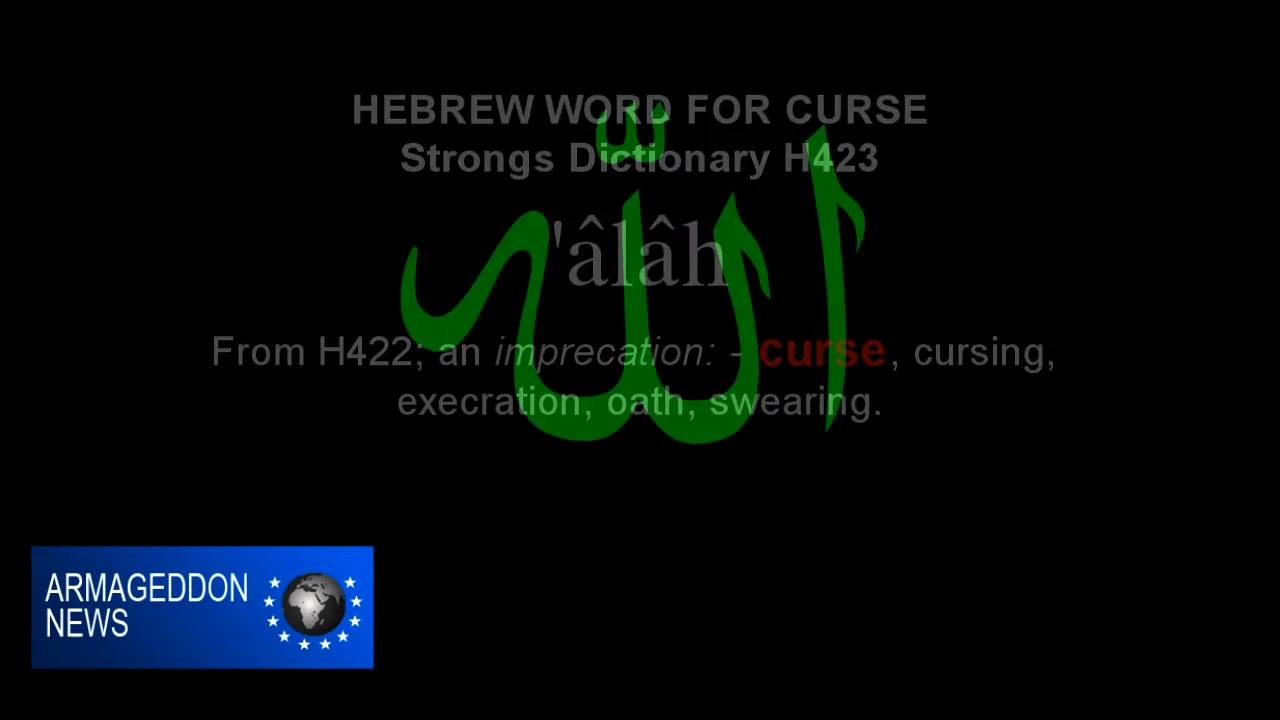 HEBREW WORD FOR CURSE
Strongs Dictionary H423
الله
'âlâh
From H422; an imprecation: - curse, cursing,
execration, oath, swearing.
ARMAGEDDON
NEWS